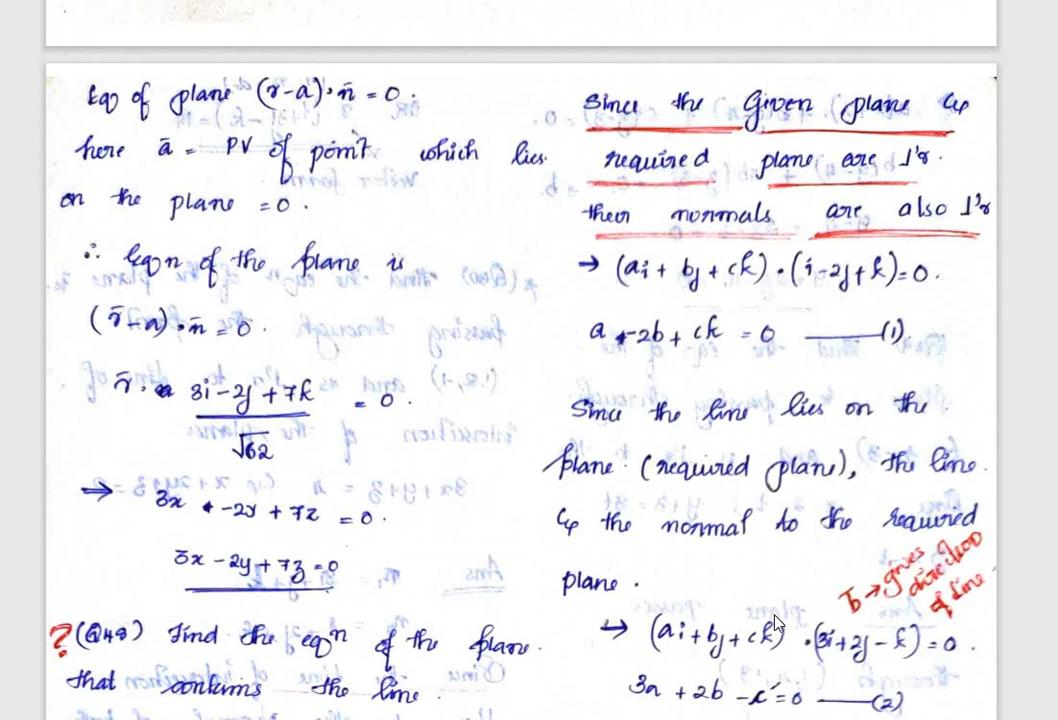 Eqn of plane (r-a)·n̄ = 0.
here ā = PV of point which lies
on the plane = 0.
∴ Eqn of the plane is
(r̄-a)·n̄ = 0.
r̄. 3i-2j+7k = 0.
√62
⇒ 3x + -2y + 7z = 0.
3x-2y+7z=0
? (Q48) Find the eqn of the plane.
that contains the line
Since the Given plane &
required plane are ⊥'r.
their normals are also ⊥'r
→ (ai + bj + ck)·(i-2j+k)=0.
a + -2b + ck = 0 —— (1).
Since the line lies on the
plane (required plane), the line
& the normal to the required
plane.
b̄ → gives
direction
of line
→ (ai+bj+ck)·(3i+2j-k)=0.
3a + 2b - c = 0 —— (2)